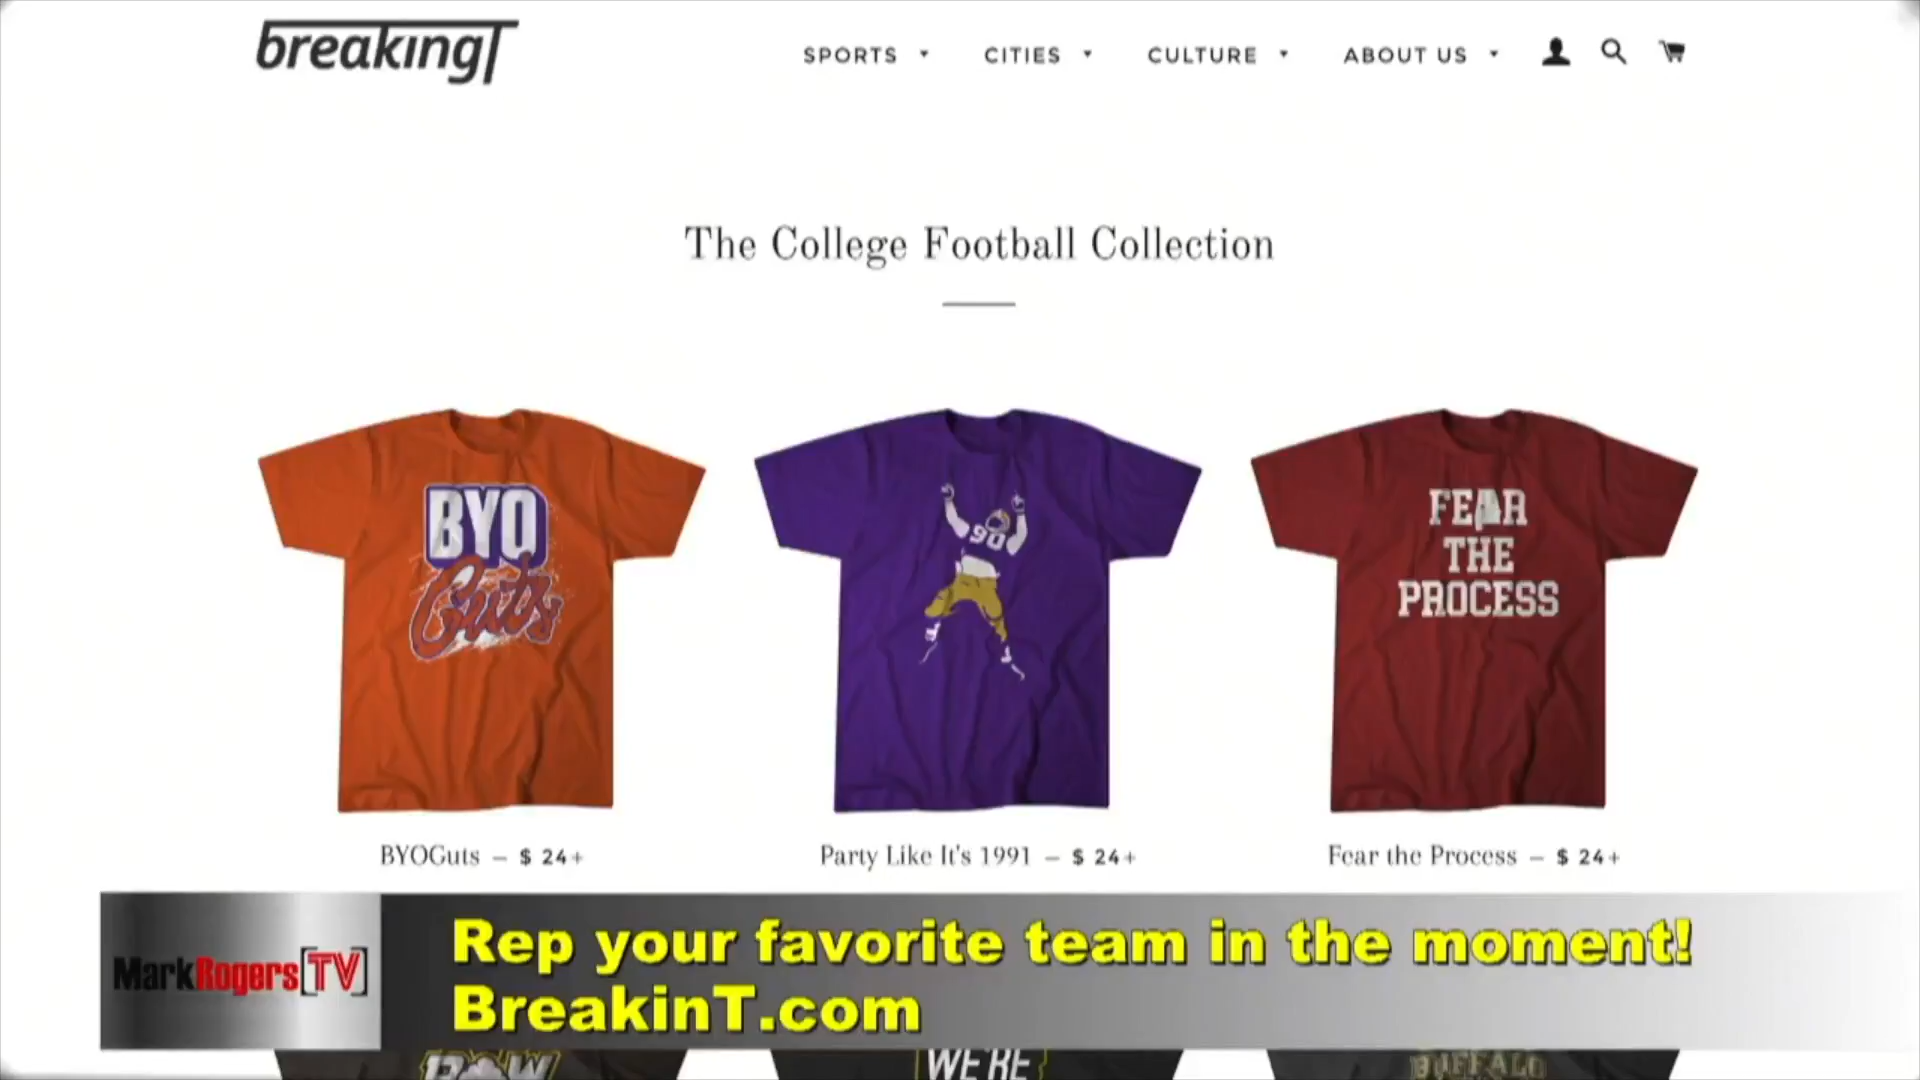 breakingT
SPORTS CITIES CULTURE ABOUT US
The College Football Collection
BYO
Guts
90
FEAR
THE
PROCESS
BYOGuts – $ 24+
Party Like It's 1991 – $ 24+
Fear the Process – $ 24+
MarkRogers[TV]
Rep your favorite team in the moment!
BreakinT.com
WE'RE
BUFFALO